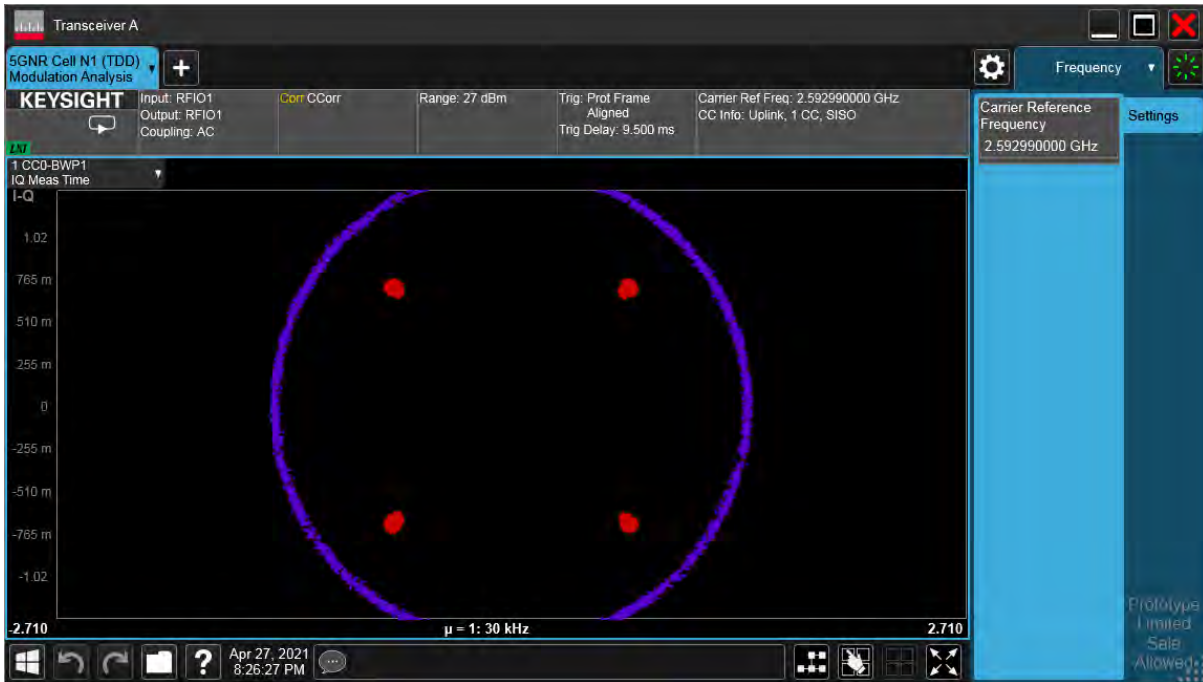 Transceiver A
5GNR Cell N1 (TDD)
Modulation Analysis
+
Frequency
KEYSIGHT
LXI
Input: RFIO1
Output: RFIO1
Coupling: AC
Corr CCorr
Range: 27 dBm
Trig: Prot Frame
Aligned
Trig Delay: 9.500 ms
Carrier Ref Freq: 2.592990000 GHz
CC Info: Uplink, 1 CC, SISO
Carrier Reference
Frequency
2.592990000 GHz
Settings
1 CC0-BWP1
IQ Meas Time
I-Q
1.02
765 m
510 m
255 m
0
-255 m
-510 m
-765 m
-1.02
-2.710
µ = 1: 30 kHz
2.710
Prototype
Limited
Sale
Allowed
?
Apr 27, 2021
8:26:27 PM